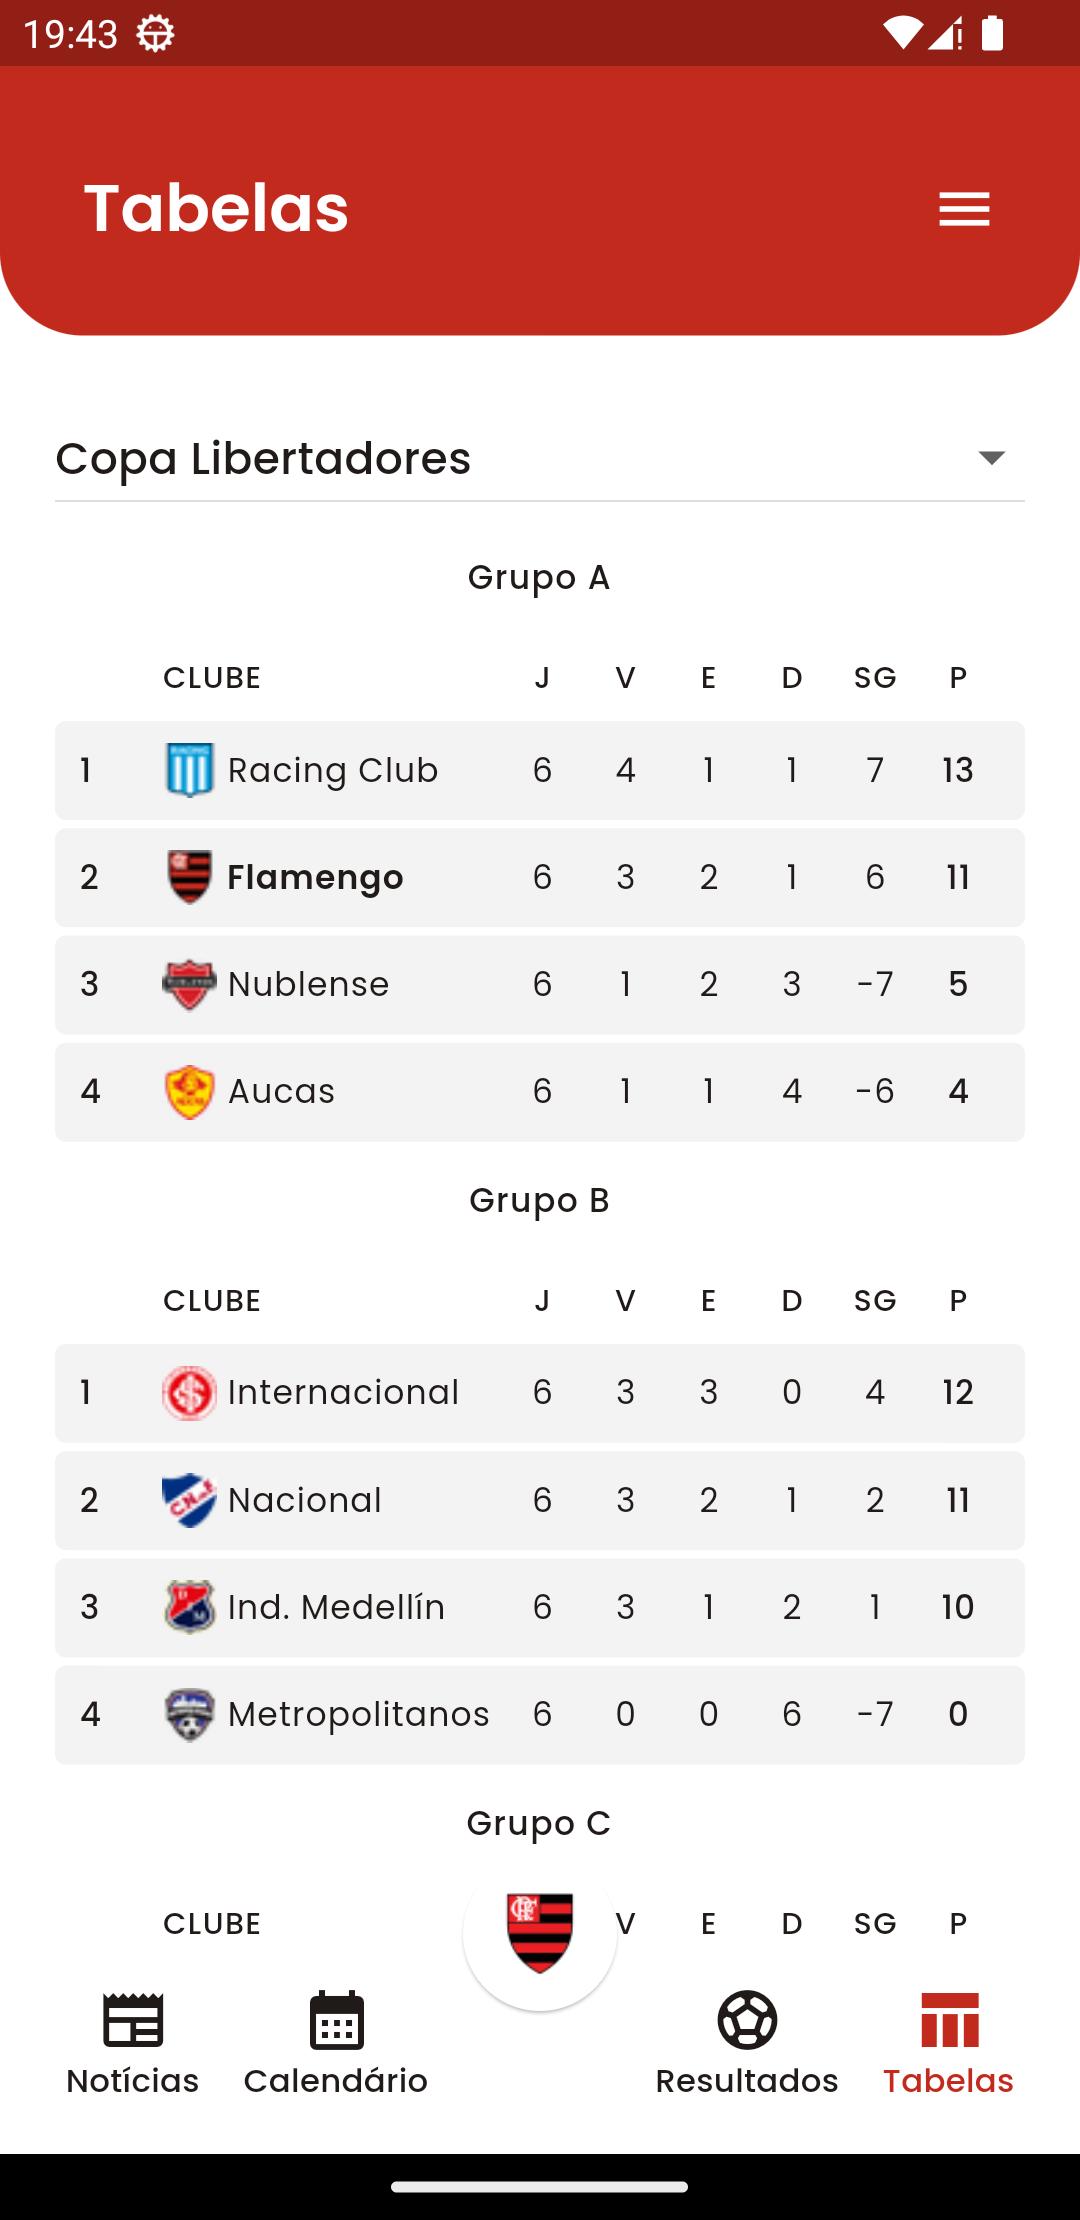 19:43
Tabelas
Copa Libertadores
Grupo A
CLUBE J V E D SG P
1 Racing Club 6 4 1 1 7 13
2 Flamengo 6 3 2 1 6 11
3 Nublense 6 1 2 3 -7 5
4 Aucas 6 1 1 4 -6 4
Grupo B
CLUBE J V E D SG P
1 Internacional 6 3 3 0 4 12
2 Nacional 6 3 2 1 2 11
3 Ind. Medellín 6 3 1 2 1 10
4 Metropolitanos 6 0 0 6 -7 0
Grupo C
CLUBE V E D SG P
Notícias Calendário Resultados Tabelas